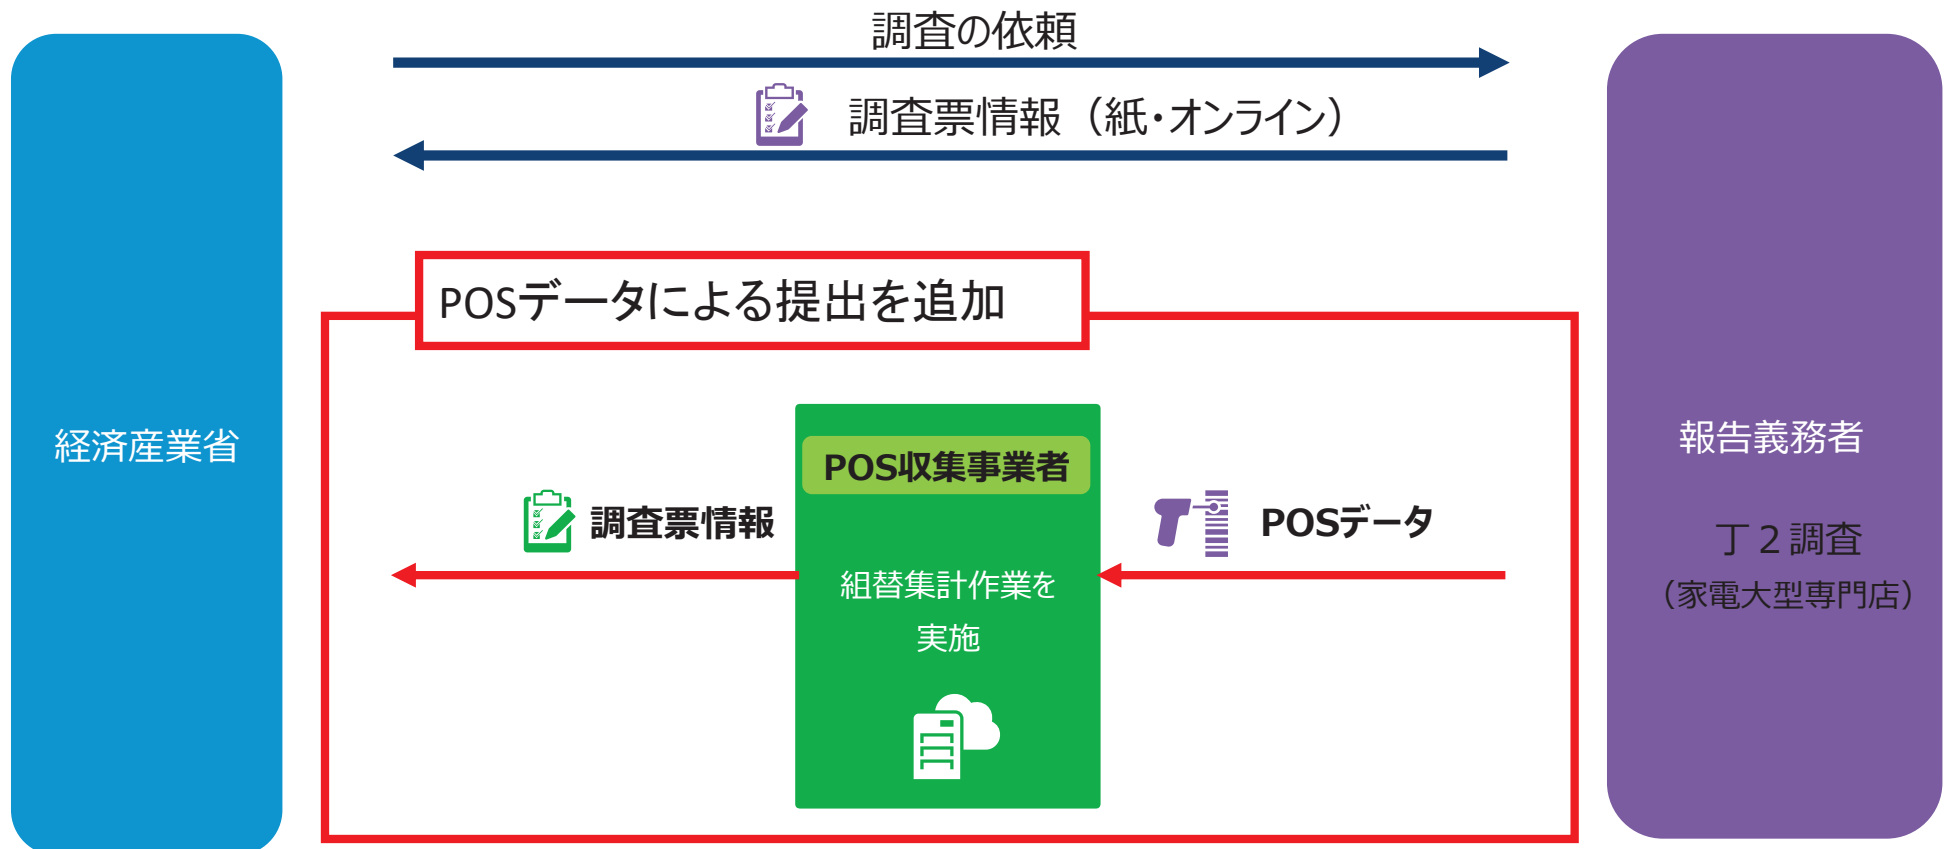 調査の依頼
調査票情報（紙・オンライン）
POSデータによる提出を追加
経済産業省
調査票情報
POS収集事業者
組替集計作業を
実施
POSデータ
報告義務者
丁２調査
（家電大型専門店）